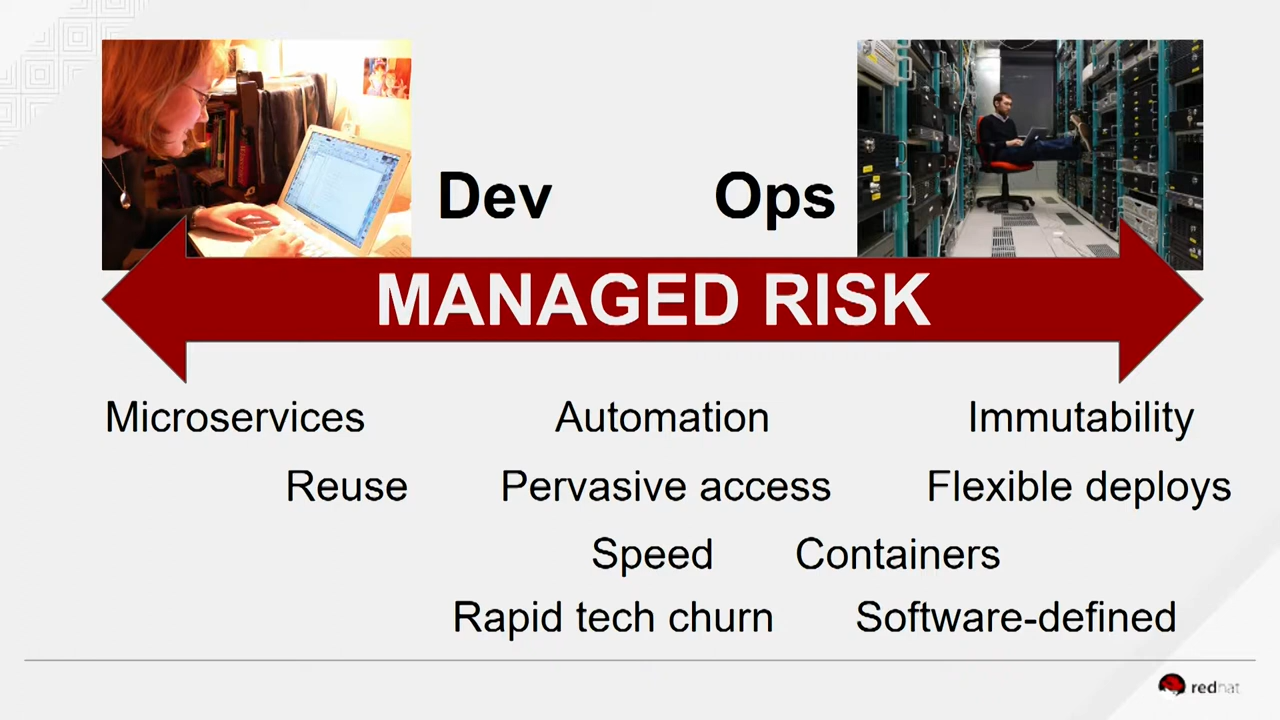 Dev Ops
MANAGED RISK
Microservices Automation Immutability
Reuse Pervasive access Flexible deploys
Speed Containers
Rapid tech churn Software-defined
redhat